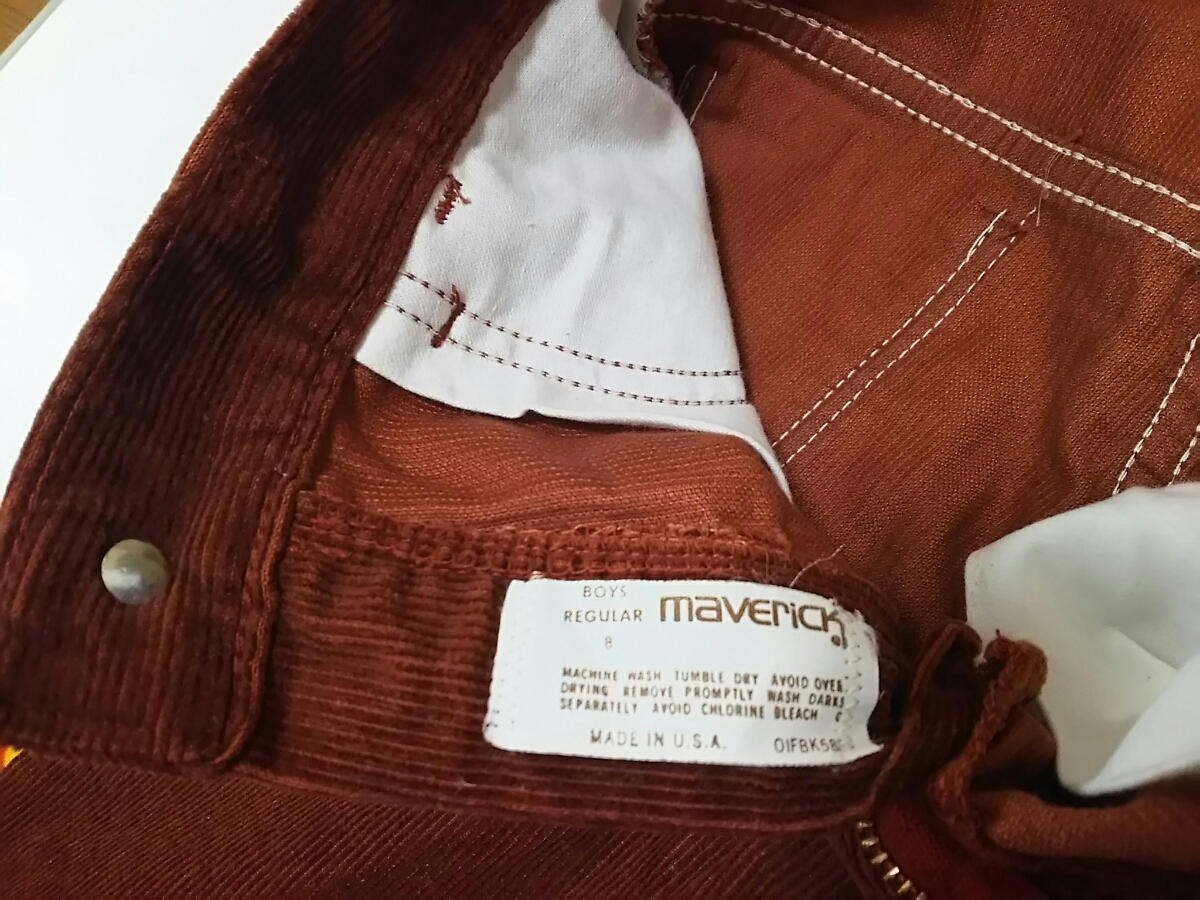 BOYS
REGULAR maverick
8
MACHINE WASH TUMBLE DRY AVOID OVER
DRYING REMOVE PROMPTLY WASH DARKS
SEPARATELY AVOID CHLORINE BLEACH
MADE IN U.S.A.